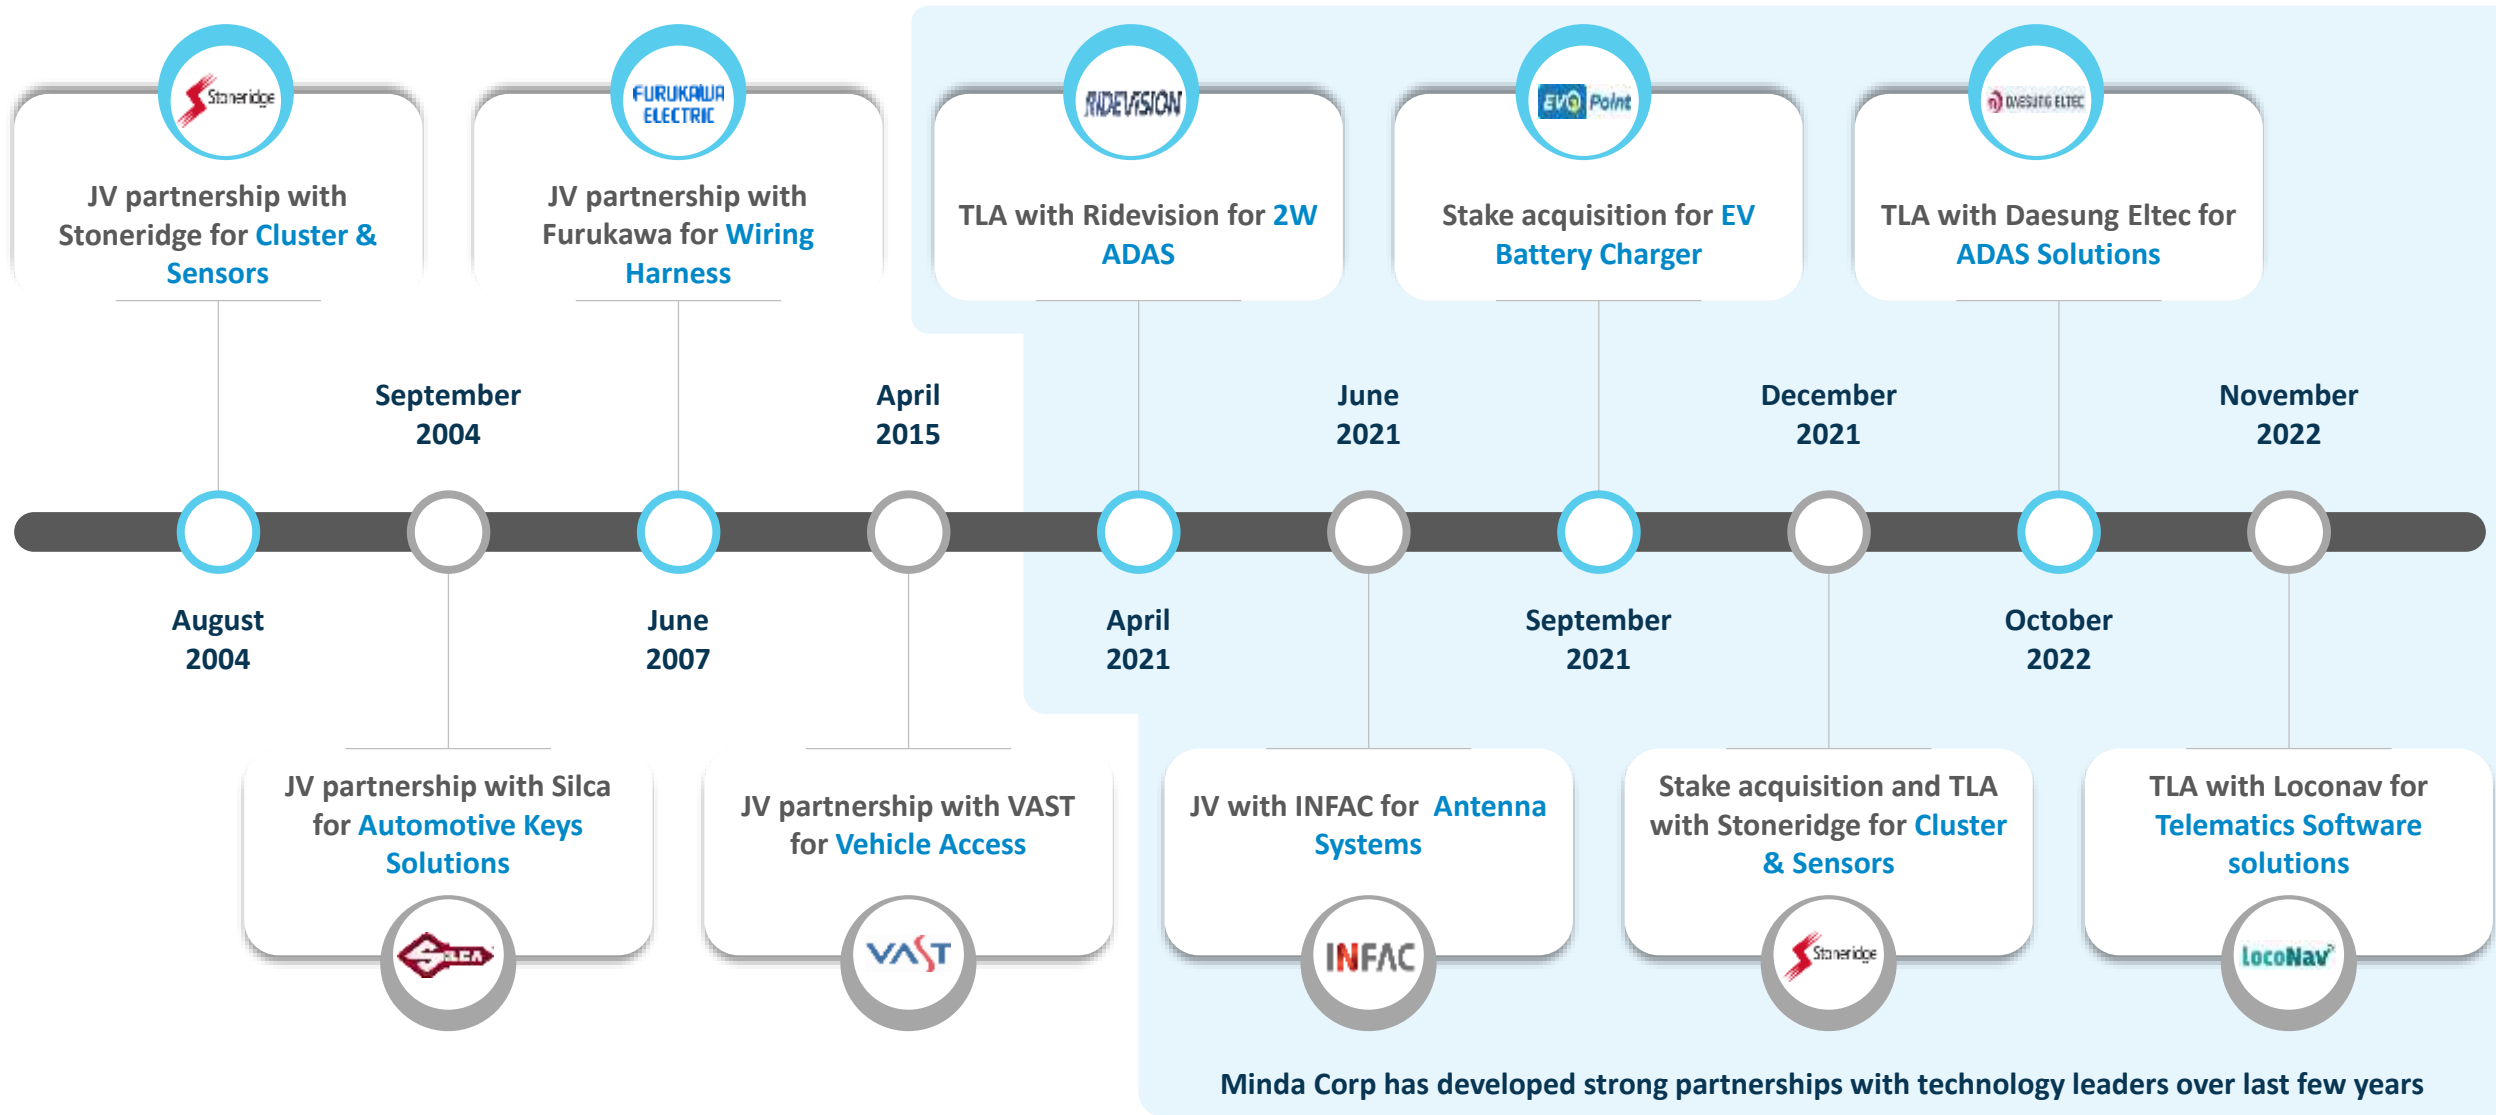 Stoneridge
JV partnership with
Stoneridge for Cluster &
Sensors
FURUKAWA
ELECTRIC
JV partnership with
Furukawa for Wiring
Harness
RIDEVISION
TLA with Ridevision for 2W
ADAS
EVQ Point
Stake acquisition for EV
Battery Charger
DAESUNG ELTEC
TLA with Daesung Eltec for
ADAS Solutions
September
2004
April
2015
June
2021
December
2021
November
2022
August
2004
June
2007
April
2021
September
2021
October
2022
JV partnership with Silca
for Automotive Keys
Solutions
SILCA
JV partnership with VAST
for Vehicle Access
VAST
JV with INFAC for Antenna
Systems
INFAC
Stake acquisition and TLA
with Stoneridge for Cluster
& Sensors
Stoneridge
TLA with Loconav for
Telematics Software
solutions
LocoNav
Minda Corp has developed strong partnerships with technology leaders over last few years